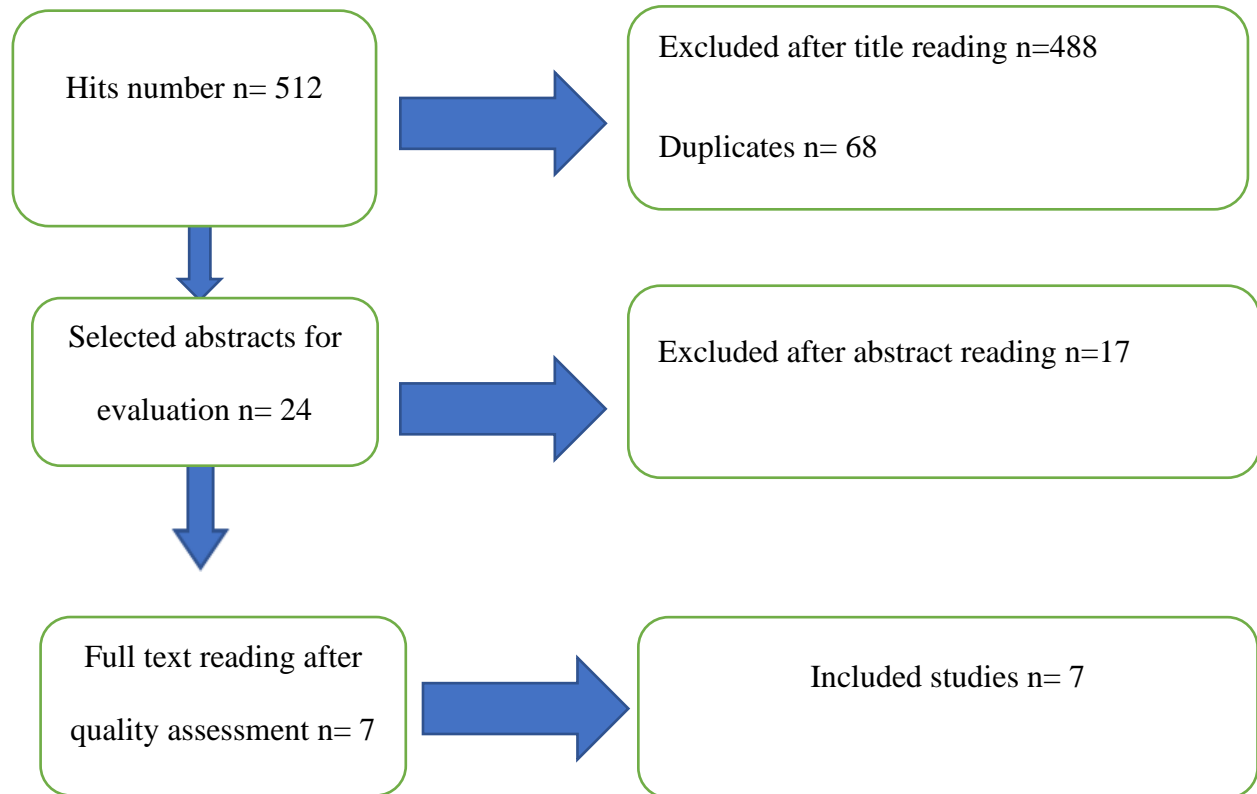 Hits number n= 512
Excluded after title reading n=488
Duplicates n= 68
Selected abstracts for
evaluation n= 24
Excluded after abstract reading n=17
Full text reading after
quality assessment n= 7
Included studies n= 7